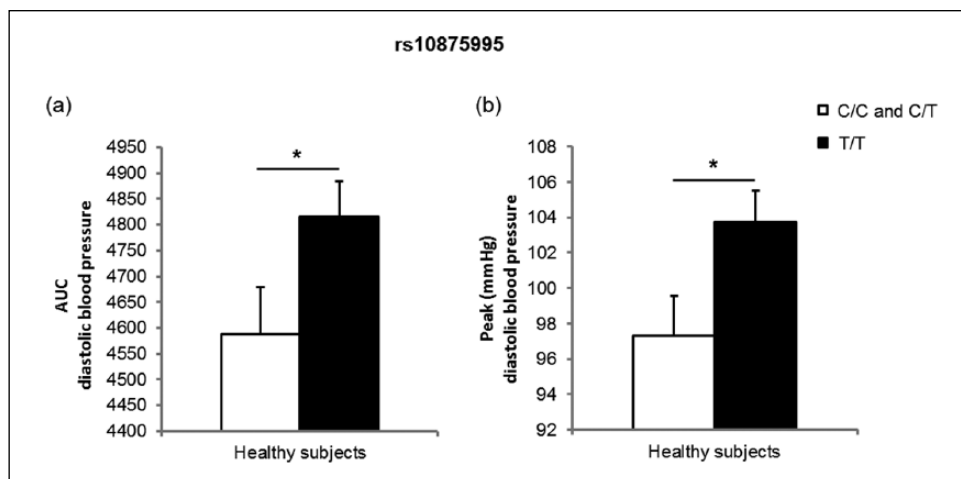 rs10875995
(a)
AUC
diastolic blood pressure
4950
4900
4850
4800
4750
4700
4650
4600
4550
4500
4450
4400
*
Healthy subjects
(b)
Peak (mmHg)
diastolic blood pressure
108
106
104
102
100
98
96
94
92
*
Healthy subjects
C/C and C/T
T/T